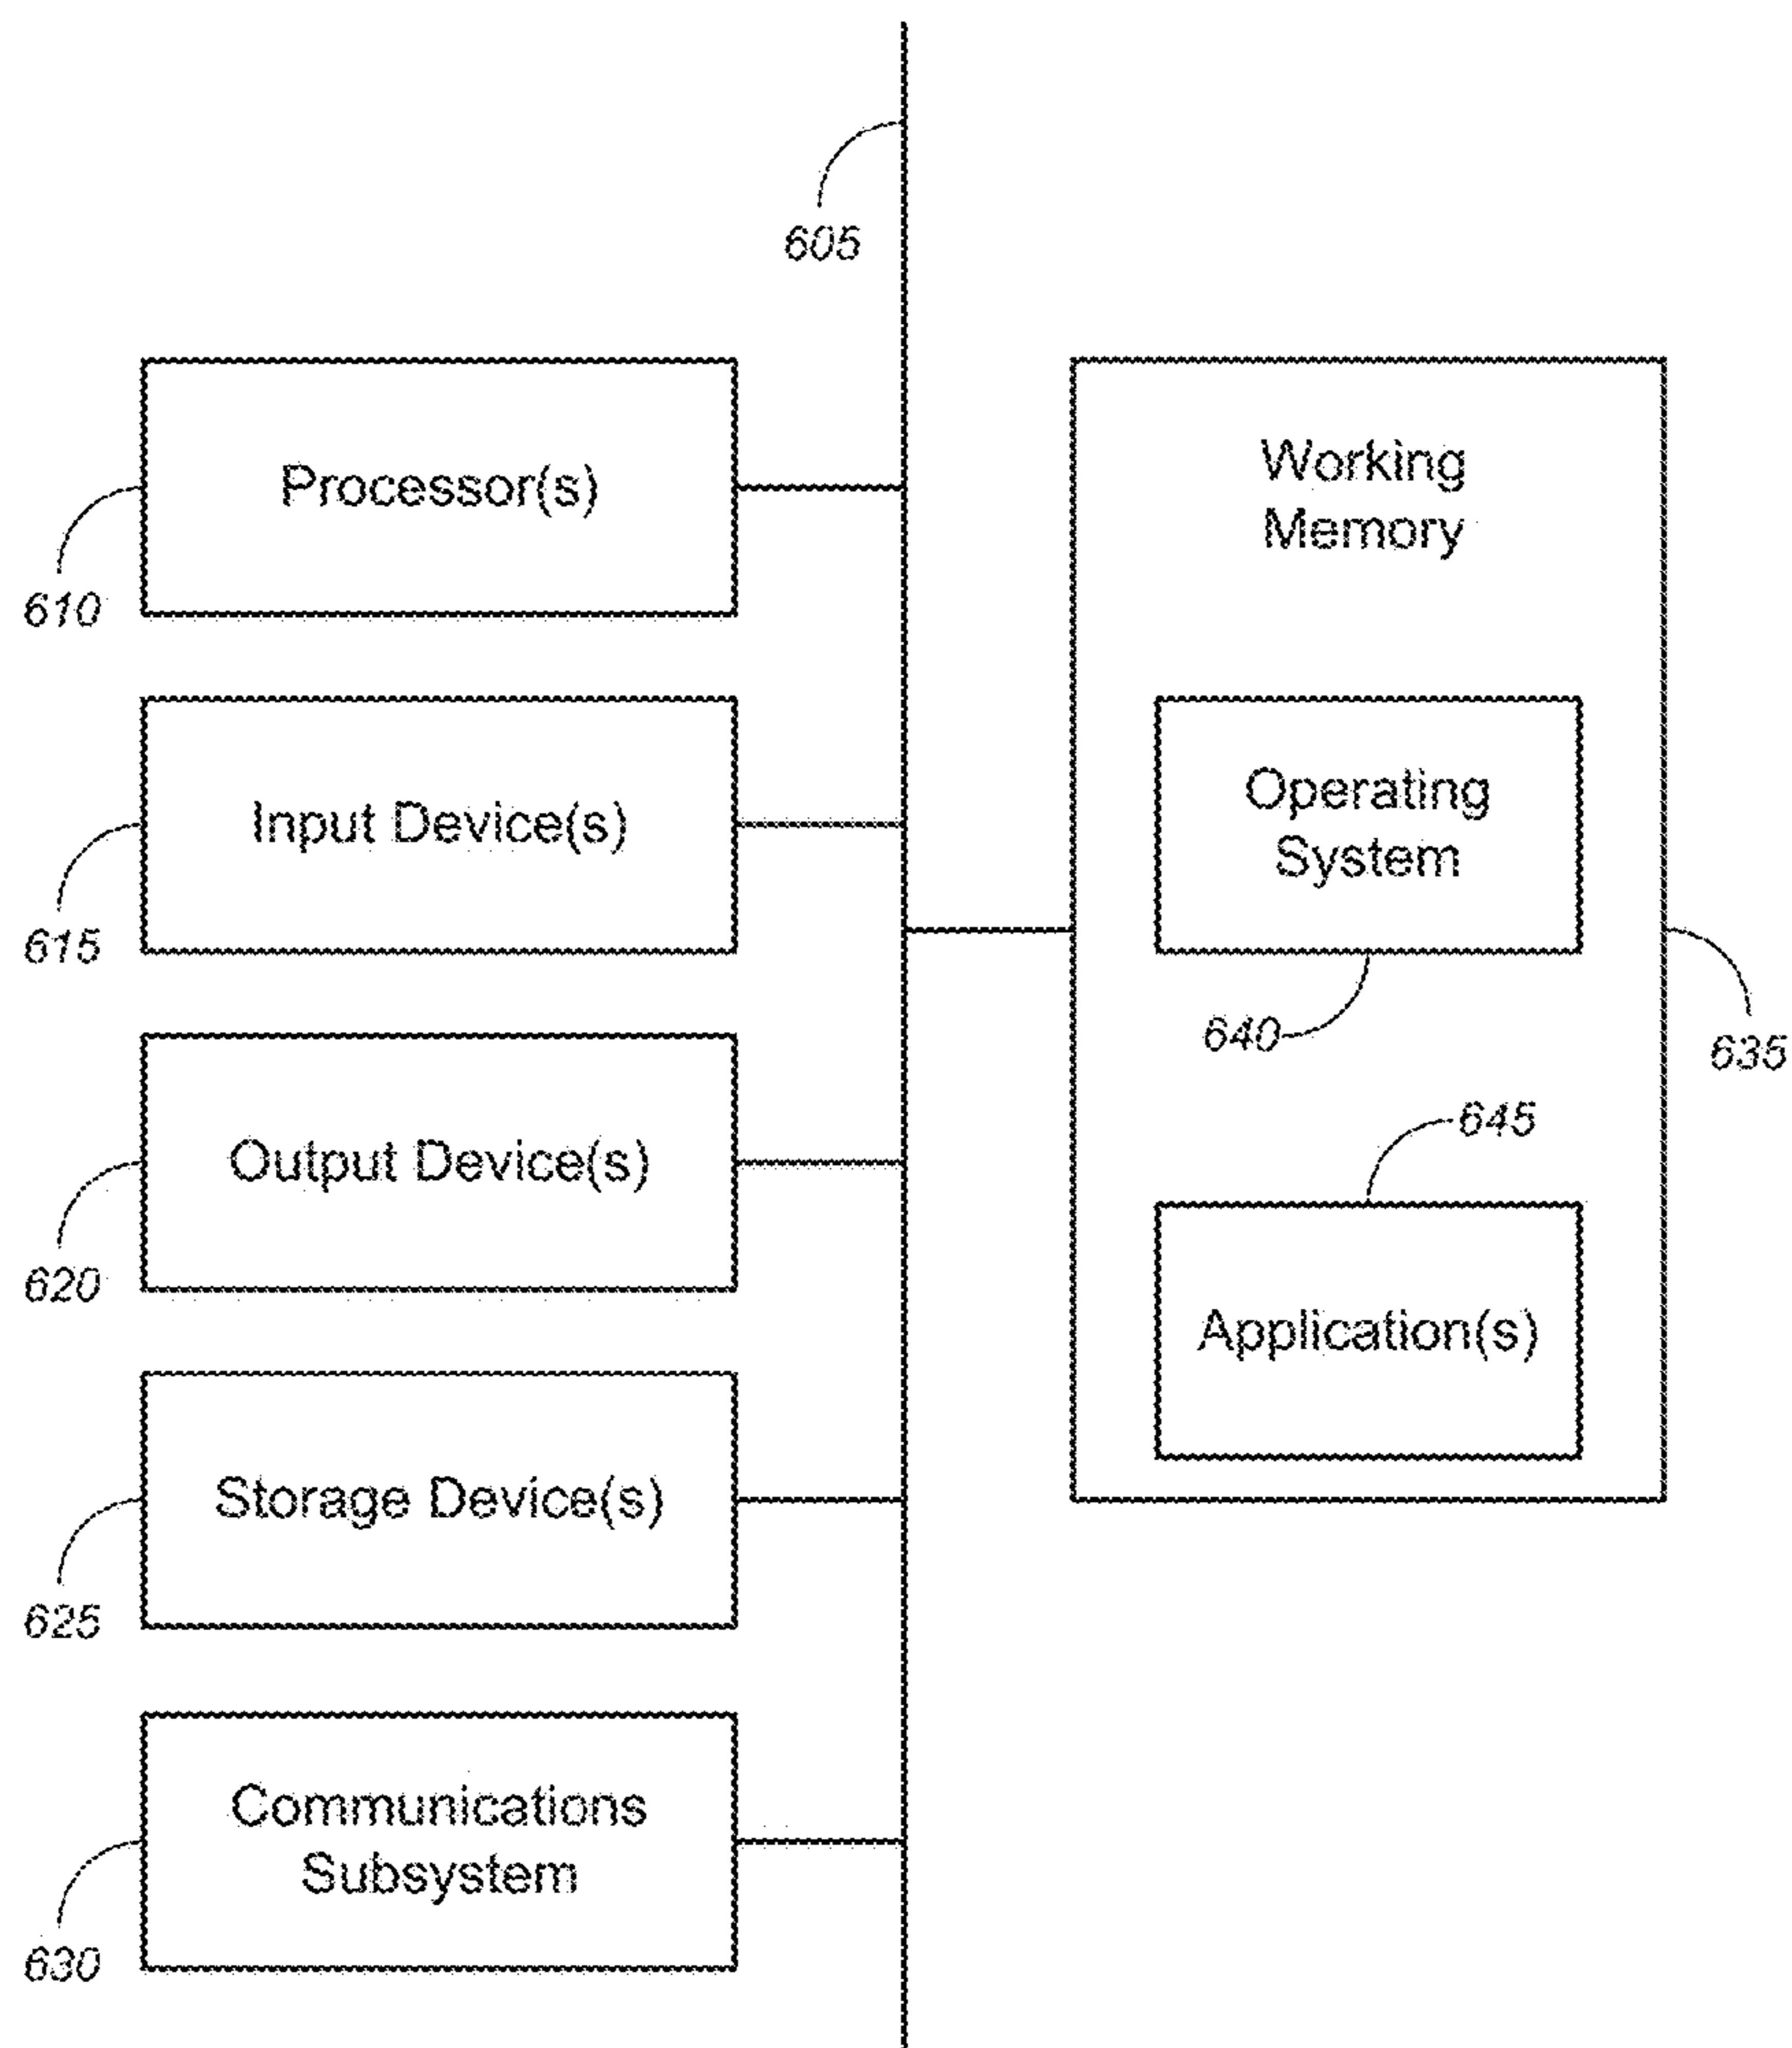 605
Processor(s)
610
Input Device(s)
615
Output Device(s)
620
Storage Device(s)
625
Communications
Subsystem
630
Working
Memory
Operating
System
640
635
645
Application(s)